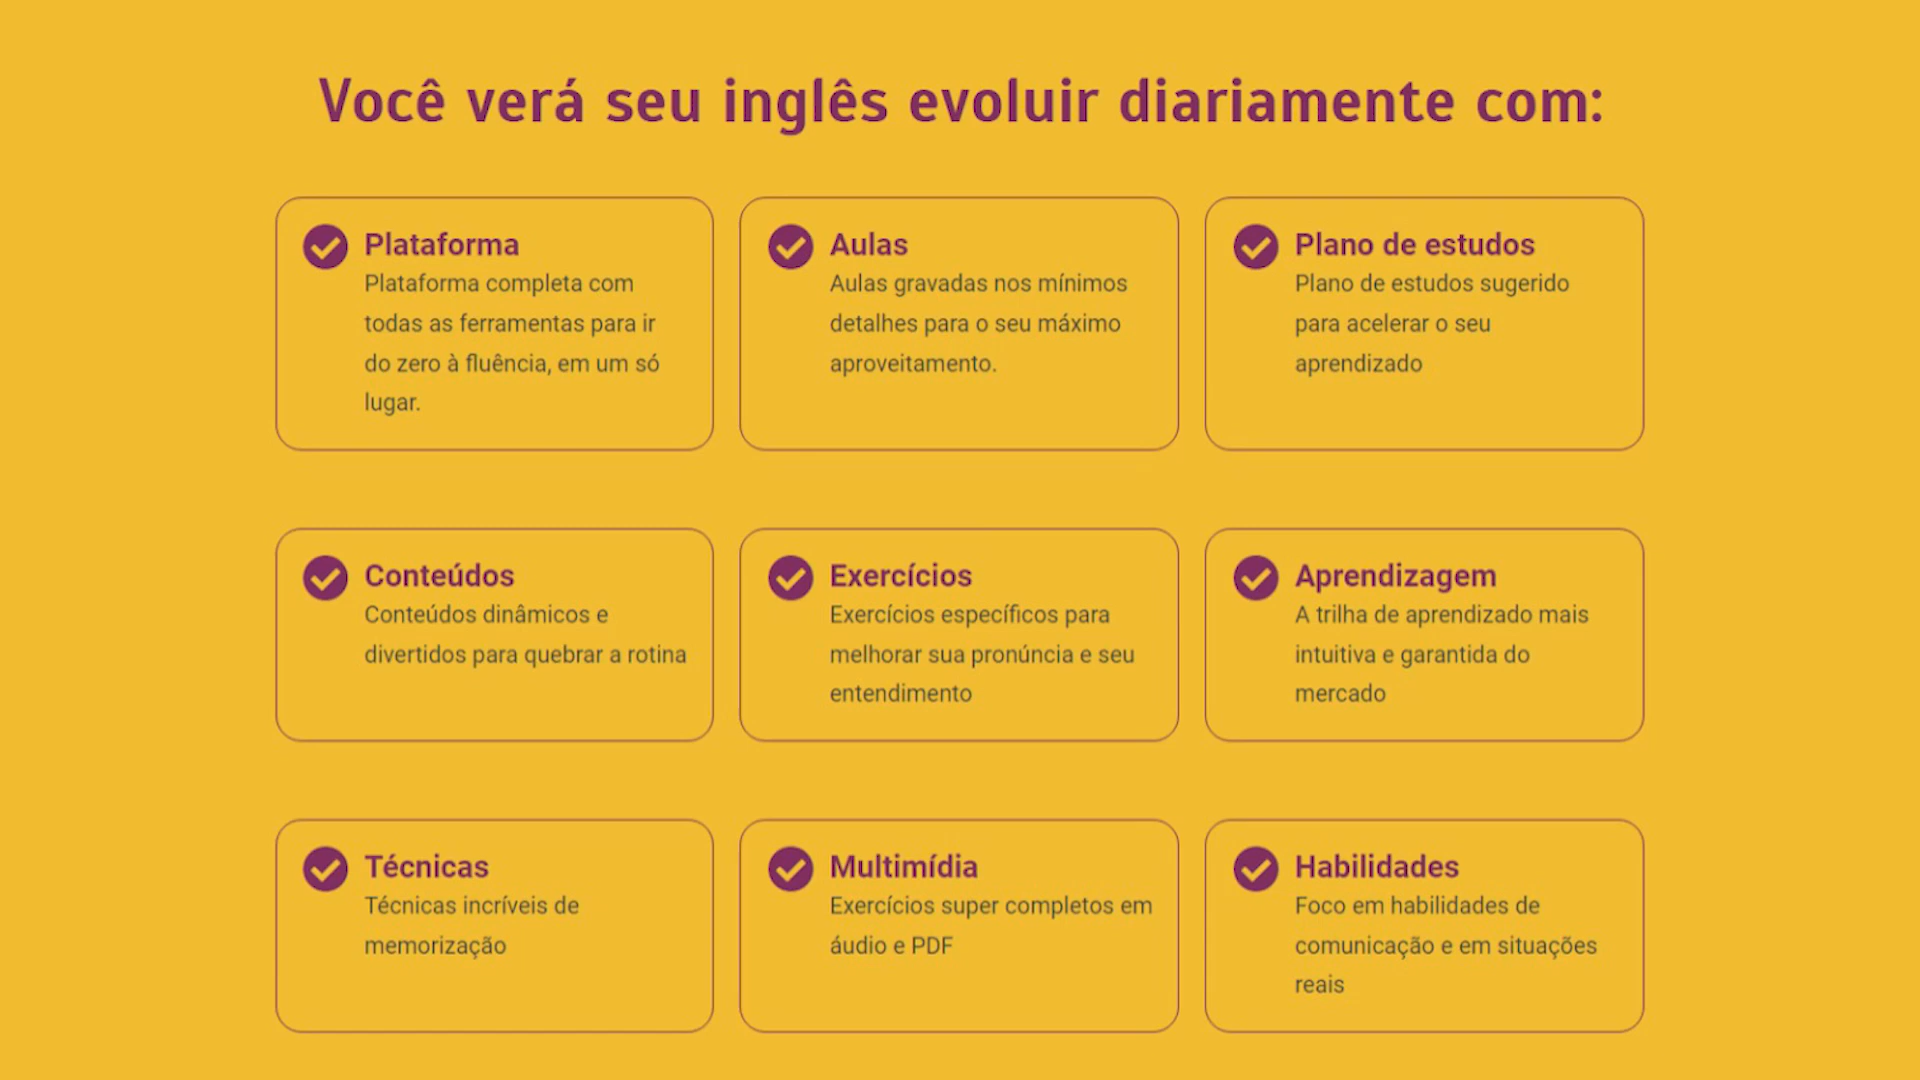 Você verá seu inglês evoluir diariamente com:
Plataforma
Plataforma completa com
todas as ferramentas para ir
do zero à fluência, em um só
lugar.
Aulas
Aulas gravadas nos mínimos
detalhes para o seu máximo
aproveitamento.
Plano de estudos
Plano de estudos sugerido
para acelerar o seu
aprendizado
Conteúdos
Conteúdos dinâmicos e
divertidos para quebrar a rotina
Exercícios
Exercícios específicos para
melhorar sua pronúncia e seu
entendimento
Aprendizagem
A trilha de aprendizado mais
intuitiva e garantida do
mercado
Técnicas
Técnicas incríveis de
memorização
Multimídia
Exercícios super completos em
áudio e PDF
Habilidades
Foco em habilidades de
comunicação e em situações
reais